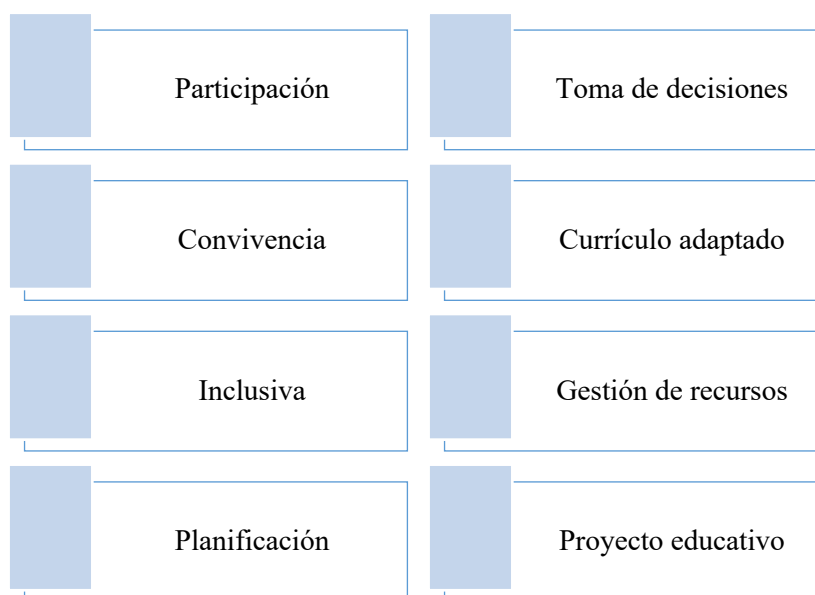 Participación
Toma de decisiones
Convivencia
Currículo adaptado
Inclusiva
Gestión de recursos
Planificación
Proyecto educativo